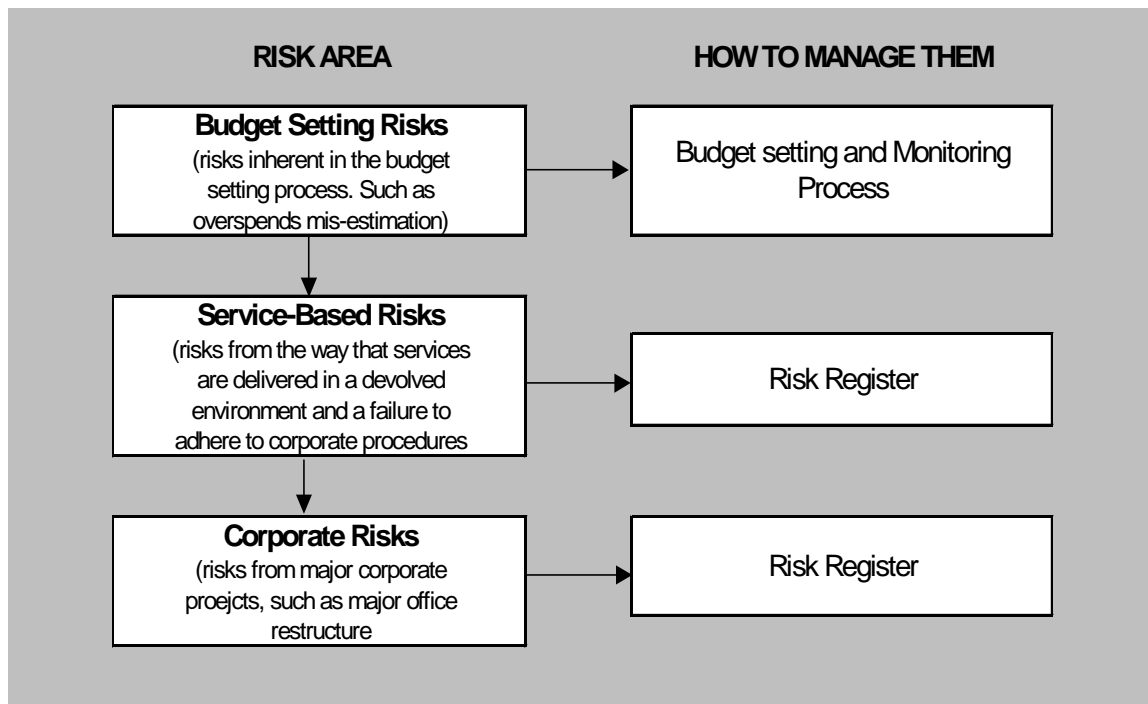 RISK AREA
HOW TO MANAGE THEM
Budget Setting Risks
(risks inherent in the budget
setting process. Such as
overspends mis-estimation)
Budget setting and Monitoring
Process
Service-Based Risks
(risks from the way that services
are delivered in a devolved
environment and a failure to
adhere to corporate procedures
Risk Register
Corporate Risks
(risks from major corporate
proejcts, such as major office
restructure
Risk Register